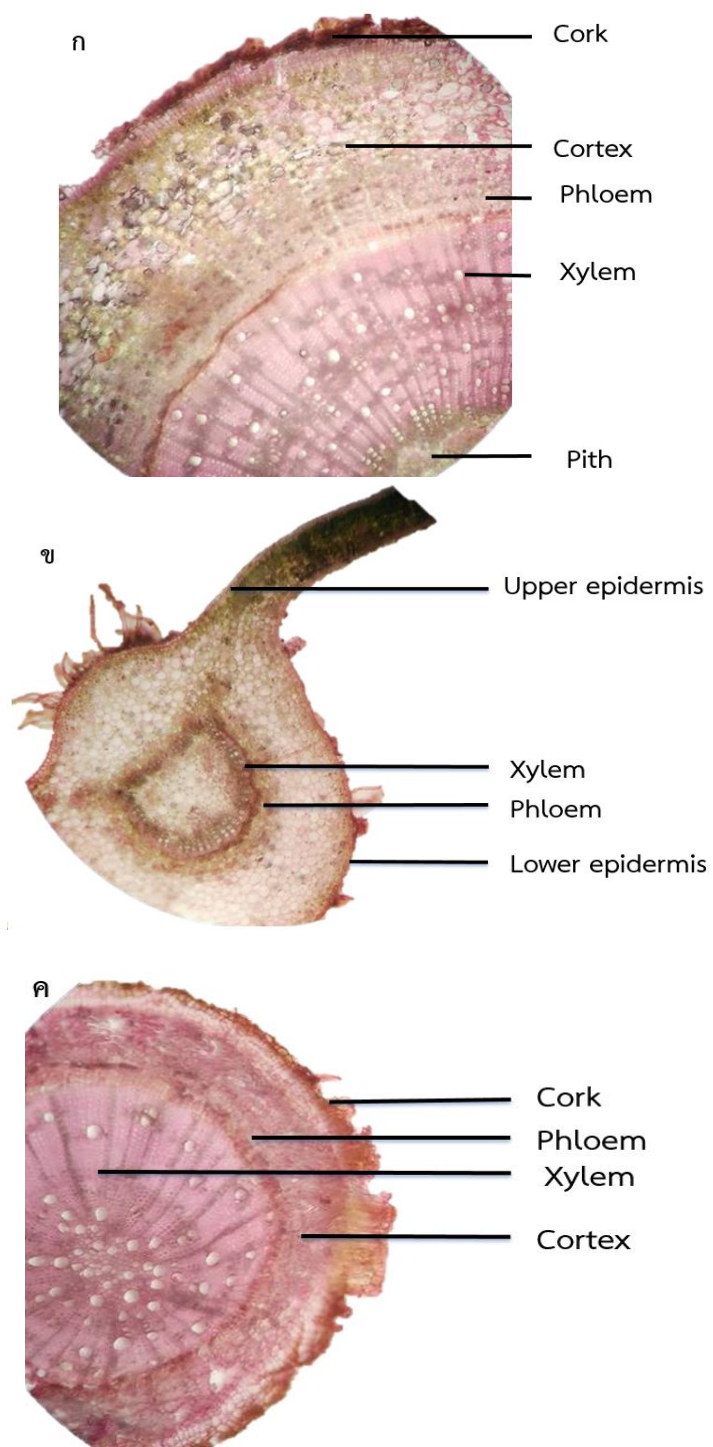 ก
Cork
Cortex
Phloem
Xylem
Pith
ข
Upper epidermis
Xylem
Phloem
Lower epidermis
ค
Cork
Phloem
Xylem
Cortex